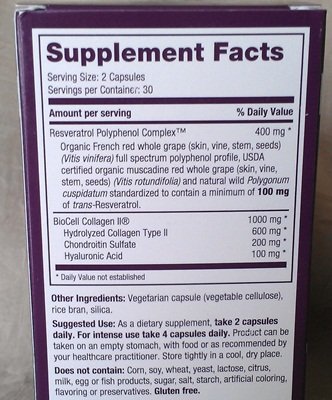 Supplement Facts
Serving Size: 2 Capsules
Servings per Container: 30
Amount per serving % Daily Value
Resveratrol Polyphenol Complex™ 400 mg *
Organic French red whole grape (skin, vine, stem, seeds)
(Vitis vinifera) full spectrum polyphenol profile, USDA
certified organic muscadine red whole grape (skin, vine,
stem, seeds) (Vitis rotundifolia) and natural wild Polygonum
cuspidatum standardized to contain a minimum of 100 mg
of trans-Resveratrol.
BioCell Collagen II® 1000 mg *
Hydrolyzed Collagen Type II 600 mg *
Chondroitin Sulfate 200 mg *
Hyaluronic Acid 100 mg *
* Daily Value not established
Other Ingredients: Vegetarian capsule (vegetable cellulose),
rice bran, silica.
Suggested Use: As a dietary supplement, take 2 capsules
daily. For intense use take 4 capsules daily. Product can be
taken on an empty stomach, with food or as recommended by
your healthcare practitioner. Store tightly in a cool, dry place.
Does not contain: Corn, soy, wheat, yeast, lactose, citrus,
milk, egg or fish products, sugar, salt, starch, artificial coloring,
flavoring or preservatives. Gluten free.